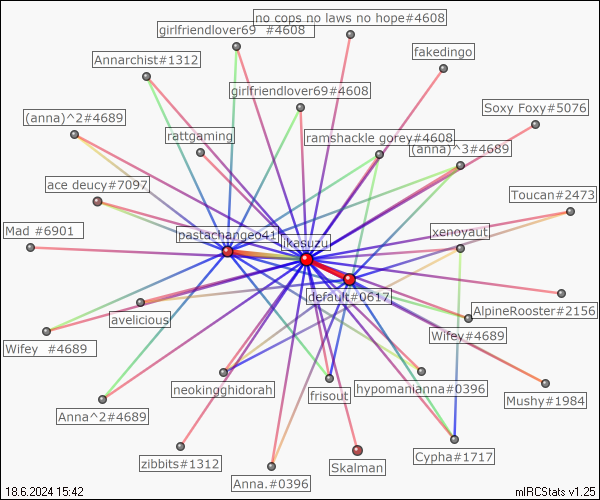 no cops no laws no hope#4608
girlfriendlover69 #4608
fakedingo
Annarchist#1312
girlfriendlover69#4608
Soxy Foxy#5076
(anna)^2#4689
rattgaming
ramshackle gorey#4608
(anna)^3#4689
ace deucy#7097
Toucan#2473
Mad #6901
pastachangeo41
ikasuzu
xenoyaut
default#0617
avelicious
AlpineRooster#2156
Wifey #4689
Wifey#4689
neokingghidorah
frisout
hypomanianna#0396
Mushy#1984
Anna^2#4689
zibbits#1312
Anna.#0396
Skalman
Cypha#1717
18.6.2024 15:42
mIRCStats v1.25